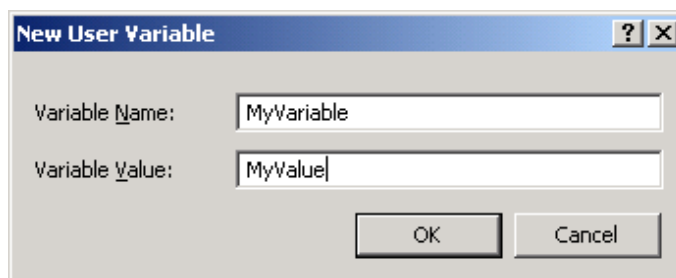 New User Variable
Variable Name: MyVariable
Variable Value: MyValue
OK Cancel